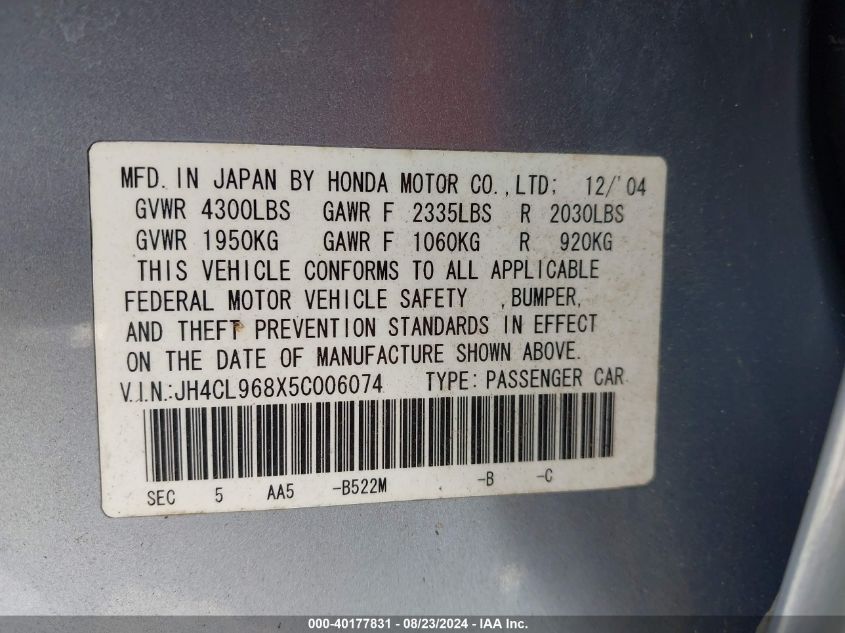 MFD. IN JAPAN BY HONDA MOTOR CO., LTD; 12/'04
GVWR 4300LBS GAWR F 2335LBS R 2030LBS
GVWR 1950KG GAWR F 1060KG R 920KG
THIS VEHICLE CONFORMS TO ALL APPLICABLE
FEDERAL MOTOR VEHICLE SAFETY , BUMPER,
AND THEFT PREVENTION STANDARDS IN EFFECT
ON THE DATE OF MANUFACTURE SHOWN ABOVE.
V.I.N.:JH4CL968X5C006074 TYPE: PASSENGER CAR
SEC 5 AA5 -B522M -B -C
000-40177831 - 08/23/2024 - IAA Inc.